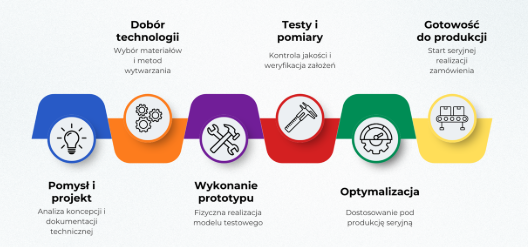 Pomysł i
projekt
Analiza koncepcji i
dokumentacji
technicznej
Dobór
technologii
Wybór materiałów
i metod
wytwarzania
Wykonanie
prototypu
Fizyczna realizacja
modelu testowego
Testy i
pomiary
Kontrola jakości i
weryfikacja założeń
Optymalizacja
Dostosowanie pod
produkcję seryjną
Gotowość
do produkcji
Start seryjnej
realizacji
zamówienia